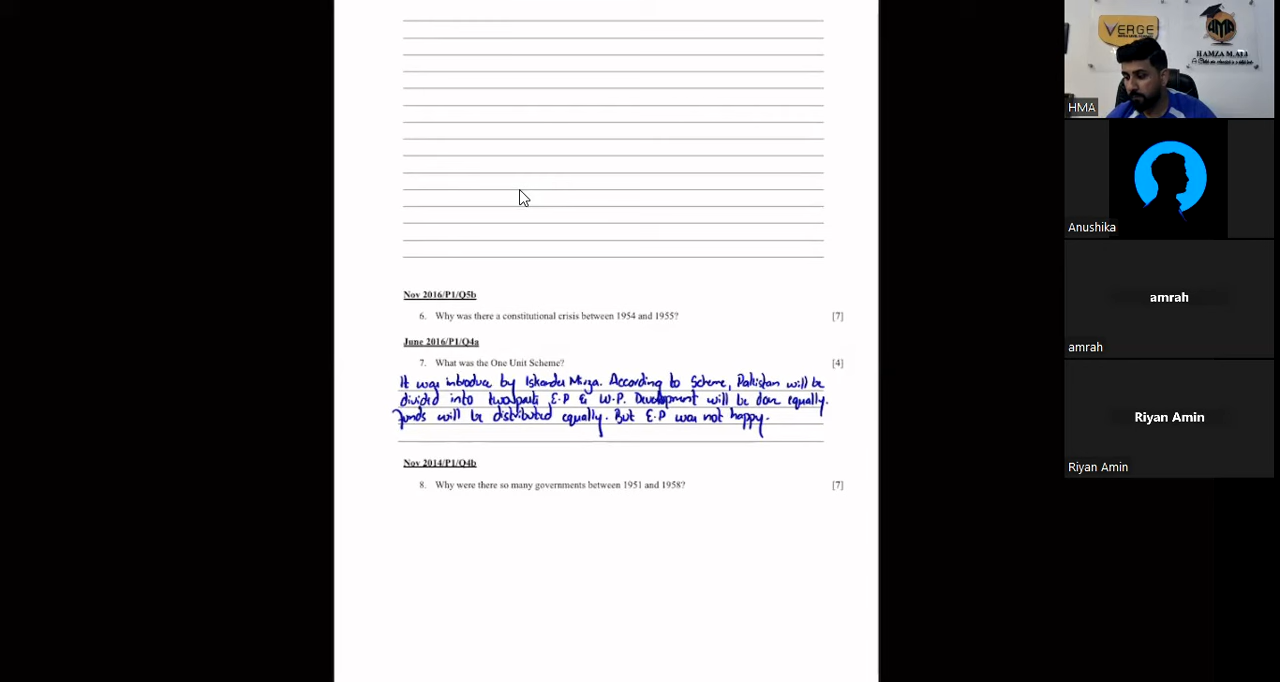 Nov 2016/P1/Q5b
6. Why was there a constitutional crisis between 1954 and 1955? [7]
June 2016/P1/Q4a
7. What was the One Unit Scheme? [4]
It was introduce by Iskander Mirza. According to Scheme, Pakistan will be
divided into two parts E.P & W.P. Development will be done equally.
Funds will be distributed equally. But E.P was not happy.
Nov 2014/P1/Q4b
8. Why were there so many governments between 1951 and 1958? [7]
VERGE
HMA
HAMZA M. ALI
HMA
Anushika
amrah
amrah
Riyan Amin
Riyan Amin